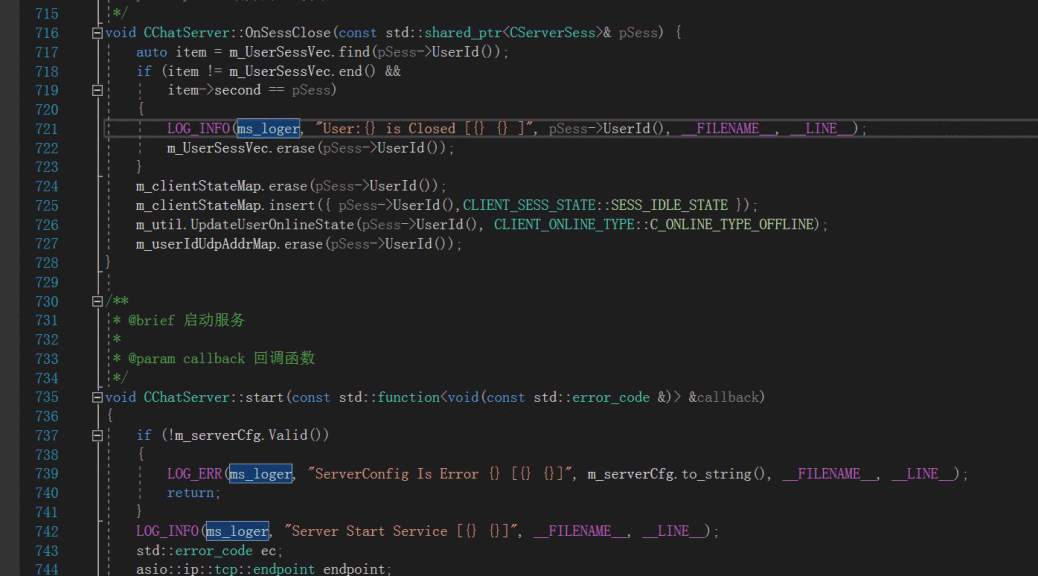 715 */
716 void CChatServer::OnSessClose(const std::shared_ptr<CServerSess>& pSess) {
717 auto item = m_UserSessVec.find(pSess->UserId());
718 if (item != m_UserSessVec.end() &&
719 item->second == pSess)
720 {
721 LOG_INFO(ms_loger, "User:{} is Closed [{} {} ]", pSess->UserId(), __FILENAME__, __LINE__);
722 m_UserSessVec.erase(pSess->UserId());
723 }
724 m_clientStateMap.erase(pSess->UserId());
725 m_clientStateMap.insert({ pSess->UserId(),CLIENT_SESS_STATE::SESS_IDLE_STATE });
726 m_util.UpdateUserOnlineState(pSess->UserId(), CLIENT_ONLINE_TYPE::C_ONLINE_TYPE_OFFLINE);
727 m_userIdUdpAddrMap.erase(pSess->UserId());
728 }
729
730 /**
731 * @brief 启动服务
732 *
733 * @param callback 回调函数
734 */
735 void CChatServer::start(const std::function<void(const std::error_code &)> &callback)
736 {
737 if (!m_serverCfg.Valid())
738 {
739 LOG_ERR(ms_loger, "ServerConfig Is Error {} [{} {}]", m_serverCfg.to_string(), __FILENAME__, __LINE__);
740 return;
741 }
742 LOG_INFO(ms_loger, "Server Start Service [{} {}]", __FILENAME__, __LINE__);
743 std::error_code ec;
744 asio::ip::tcp::endpoint endpoint;